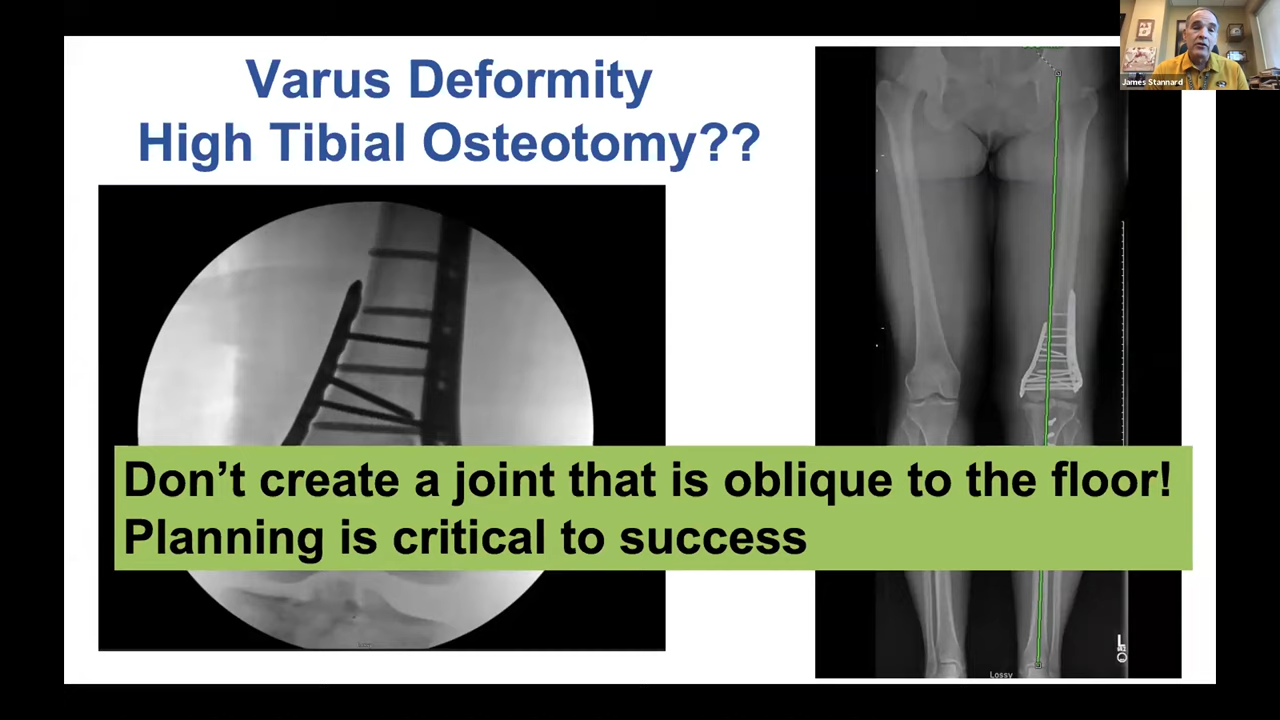 Varus Deformity
High Tibial Osteotomy??
James Stannard
Don't create a joint that is oblique to the floor!
Planning is critical to success
Lossy